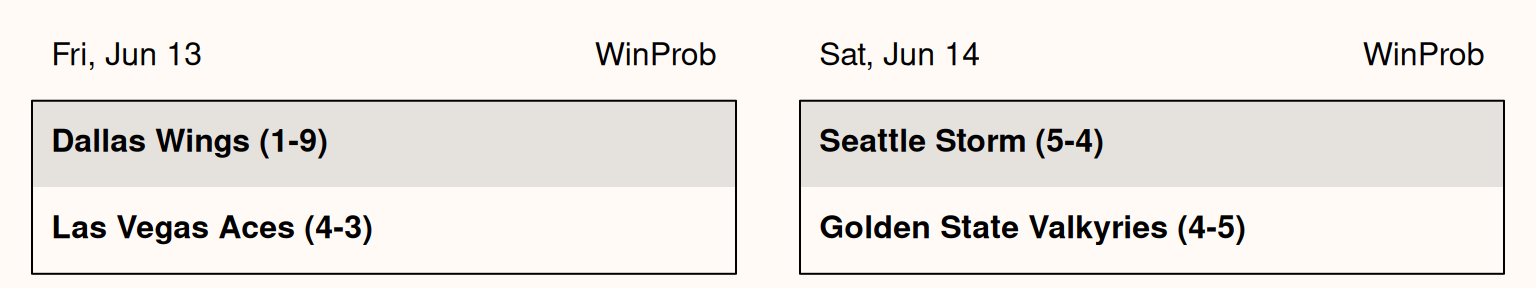 Fri, Jun 13 WinProb
Dallas Wings (1-9)
Las Vegas Aces (4-3)
Sat, Jun 14 WinProb
Seattle Storm (5-4)
Golden State Valkyries (4-5)